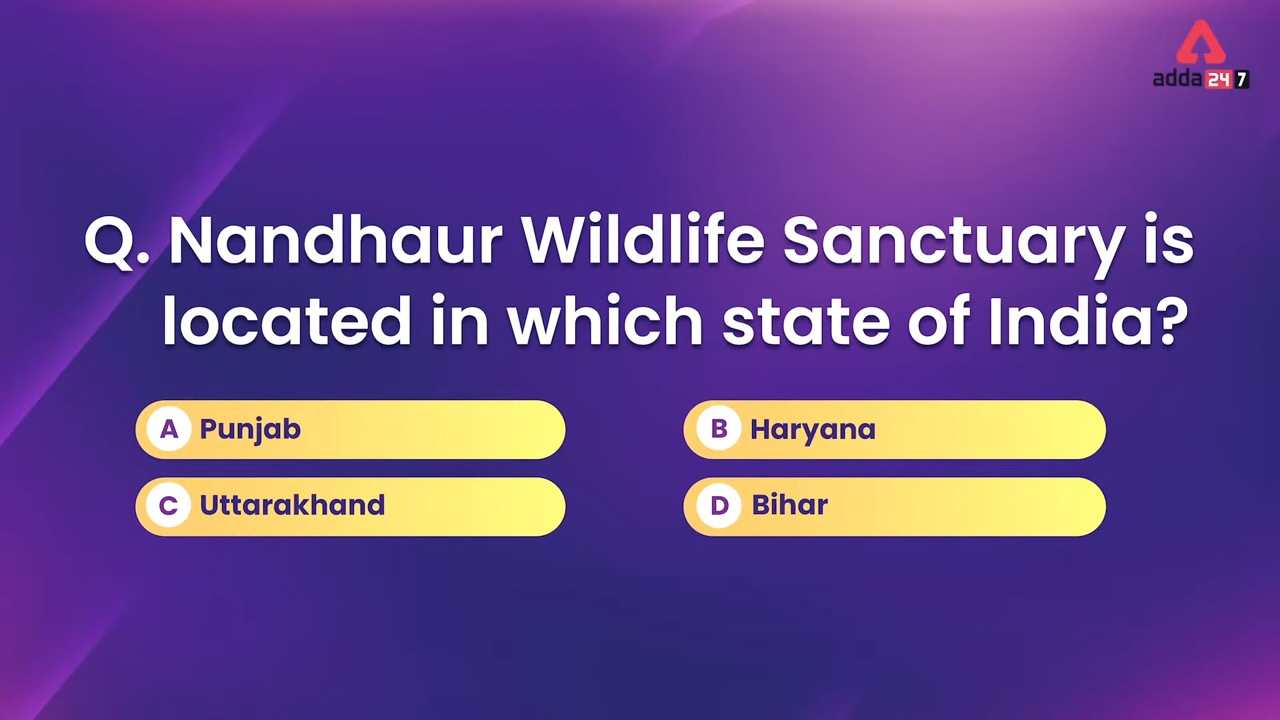 adda 24 7
Q. Nandhaur Wildlife Sanctuary is
located in which state of India?
A Punjab
B Haryana
C Uttarakhand
D Bihar